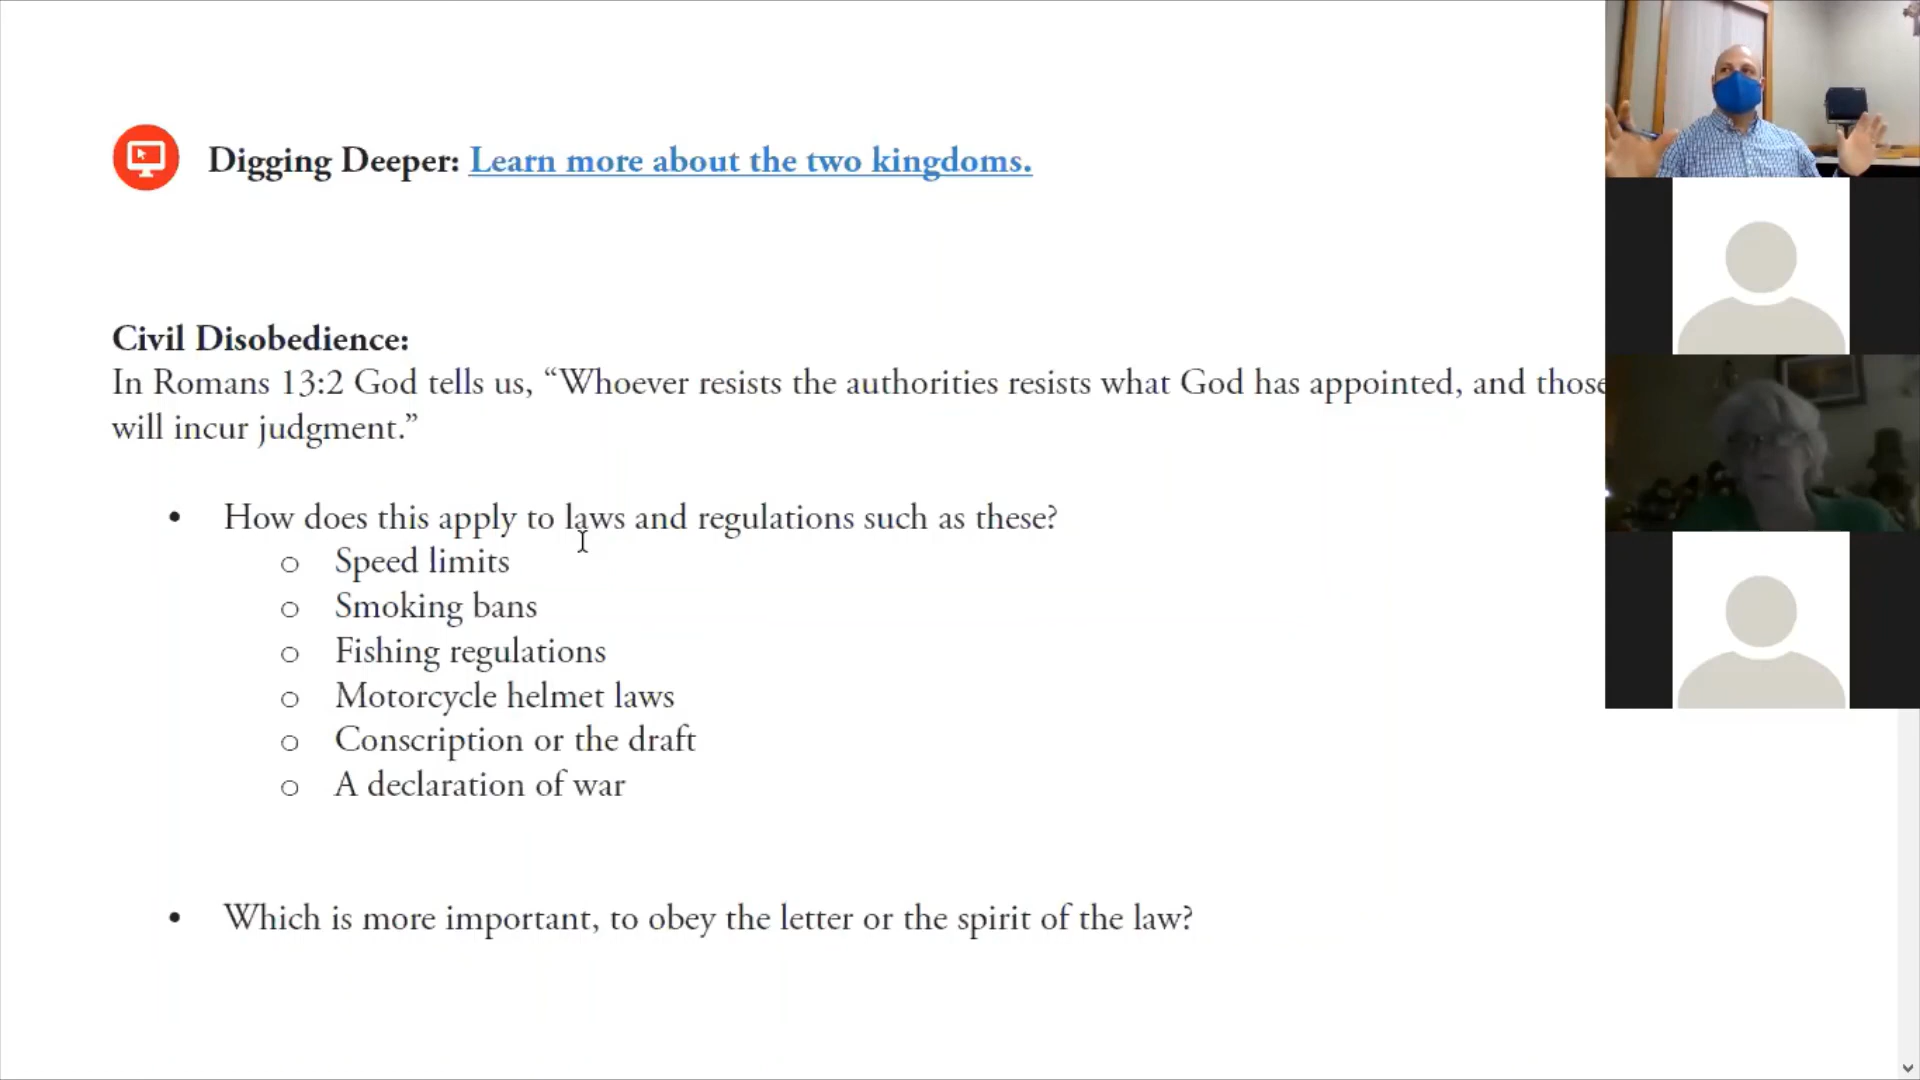 Digging Deeper: Learn more about the two kingdoms.
Civil Disobedience:
In Romans 13:2 God tells us, “Whoever resists the authorities resists what God has appointed, and those
will incur judgment.”
• How does this apply to laws and regulations such as these?
o Speed limits
o Smoking bans
o Fishing regulations
o Motorcycle helmet laws
o Conscription or the draft
o A declaration of war
• Which is more important, to obey the letter or the spirit of the law?